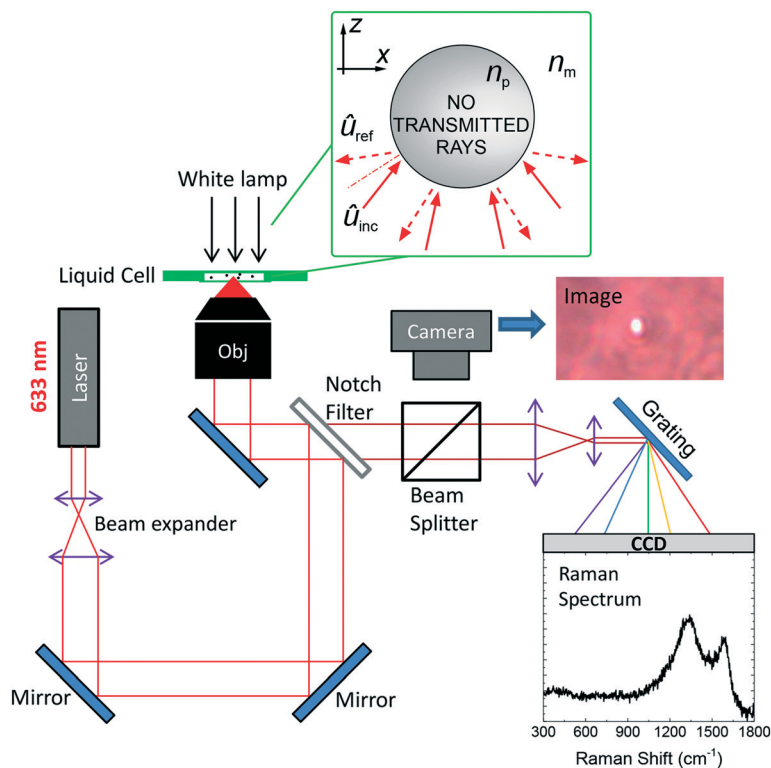 z
x
n_p
n_m
NO
TRANSMITTED
RAYS
û_ref
û_inc
White lamp
Liquid Cell
Obj
633 nm
Laser
Camera
Image
Notch
Filter
Grating
Beam expander
Beam
Splitter
Mirror
Mirror
CCD
Raman
Spectrum
300 600 900 1200 1500 1800
Raman Shift (cm⁻¹)